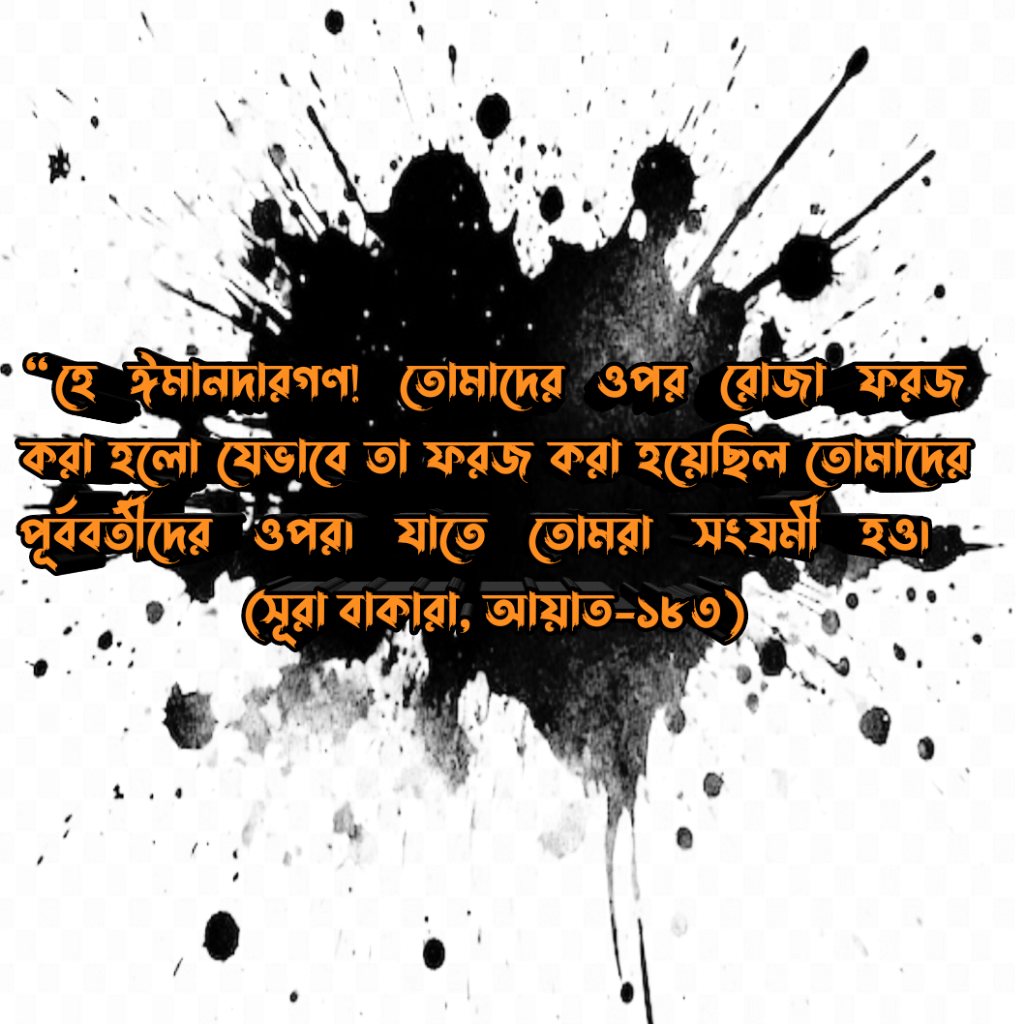 “হে ঈমানদারগণ! তোমাদের ওপর রোজা ফরজ
করা হলো যেভাবে তা ফরজ করা হয়েছিল তোমাদের
পূর্ববর্তীদের ওপর। যাতে তোমরা সংযমী হও।
(সূরা বাকারা, আয়াত-১৮৩)